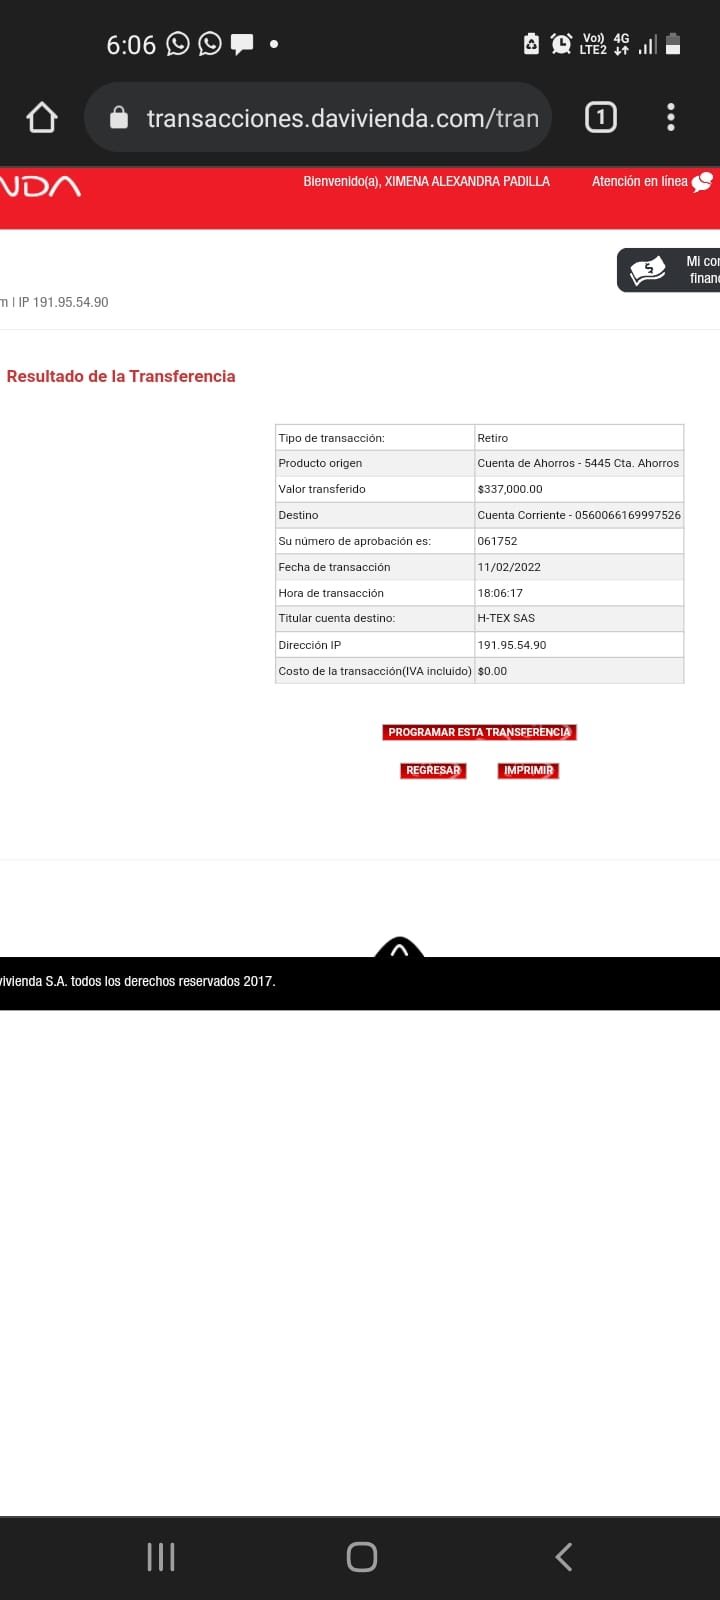 6:06
Vo)) 4G
LTE2
transacciones.davivienda.com/tran
1
NDA
Bienvenido(a), XIMENA ALEXANDRA PADILLA
Atención en línea
Mi con
financ
m | IP 191.95.54.90
Resultado de la Transferencia
Tipo de transacción: Retiro
Producto origen Cuenta de Ahorros - 5445 Cta. Ahorros
Valor transferido $337,000.00
Destino Cuenta Corriente - 0560066169997526
Su número de aprobación es: 061752
Fecha de transacción 11/02/2022
Hora de transacción 18:06:17
Titular cuenta destino: H-TEX SAS
Dirección IP 191.95.54.90
Costo de la transacción(IVA incluido) $0.00
PROGRAMAR ESTA TRANSFERENCIA
REGRESAR IMPRIMIR
vivienda S.A. todos los derechos reservados 2017.